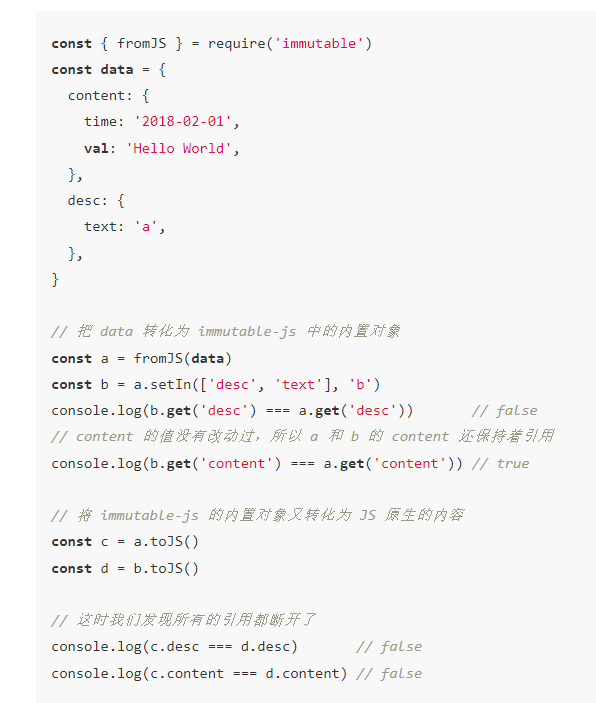 const { fromJS } = require('immutable')
const data = {
  content: {
    time: '2018-02-01',
    val: 'Hello World',
  },
  desc: {
    text: 'a',
  },
}

// 把 data 转化为 immutable-js 中的内置对象
const a = fromJS(data)
const b = a.setIn(['desc', 'text'], 'b')
console.log(b.get('desc') === a.get('desc'))       // false
// content 的值没有改动过，所以 a 和 b 的 content 还保持着引用
console.log(b.get('content') === a.get('content')) // true

// 将 immutable-js 的内置对象又转化为 JS 原生的内容
const c = a.toJS()
const d = b.toJS()

// 这时我们发现所有的引用都断开了
console.log(c.desc === d.desc)       // false
console.log(c.content === d.content) // false